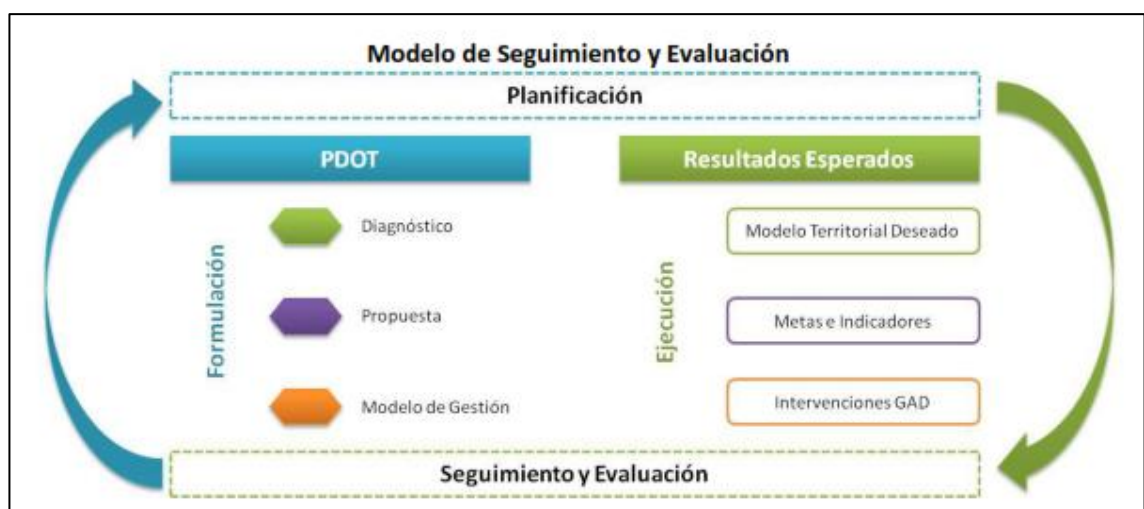 Modelo de Seguimiento y Evaluación
Planificación
PDOT
Resultados Esperados
Formulación
Diagnóstico
Propuesta
Modelo de Gestión
Ejecución
Modelo Territorial Deseado
Metas e Indicadores
Intervenciones GAD
Seguimiento y Evaluación